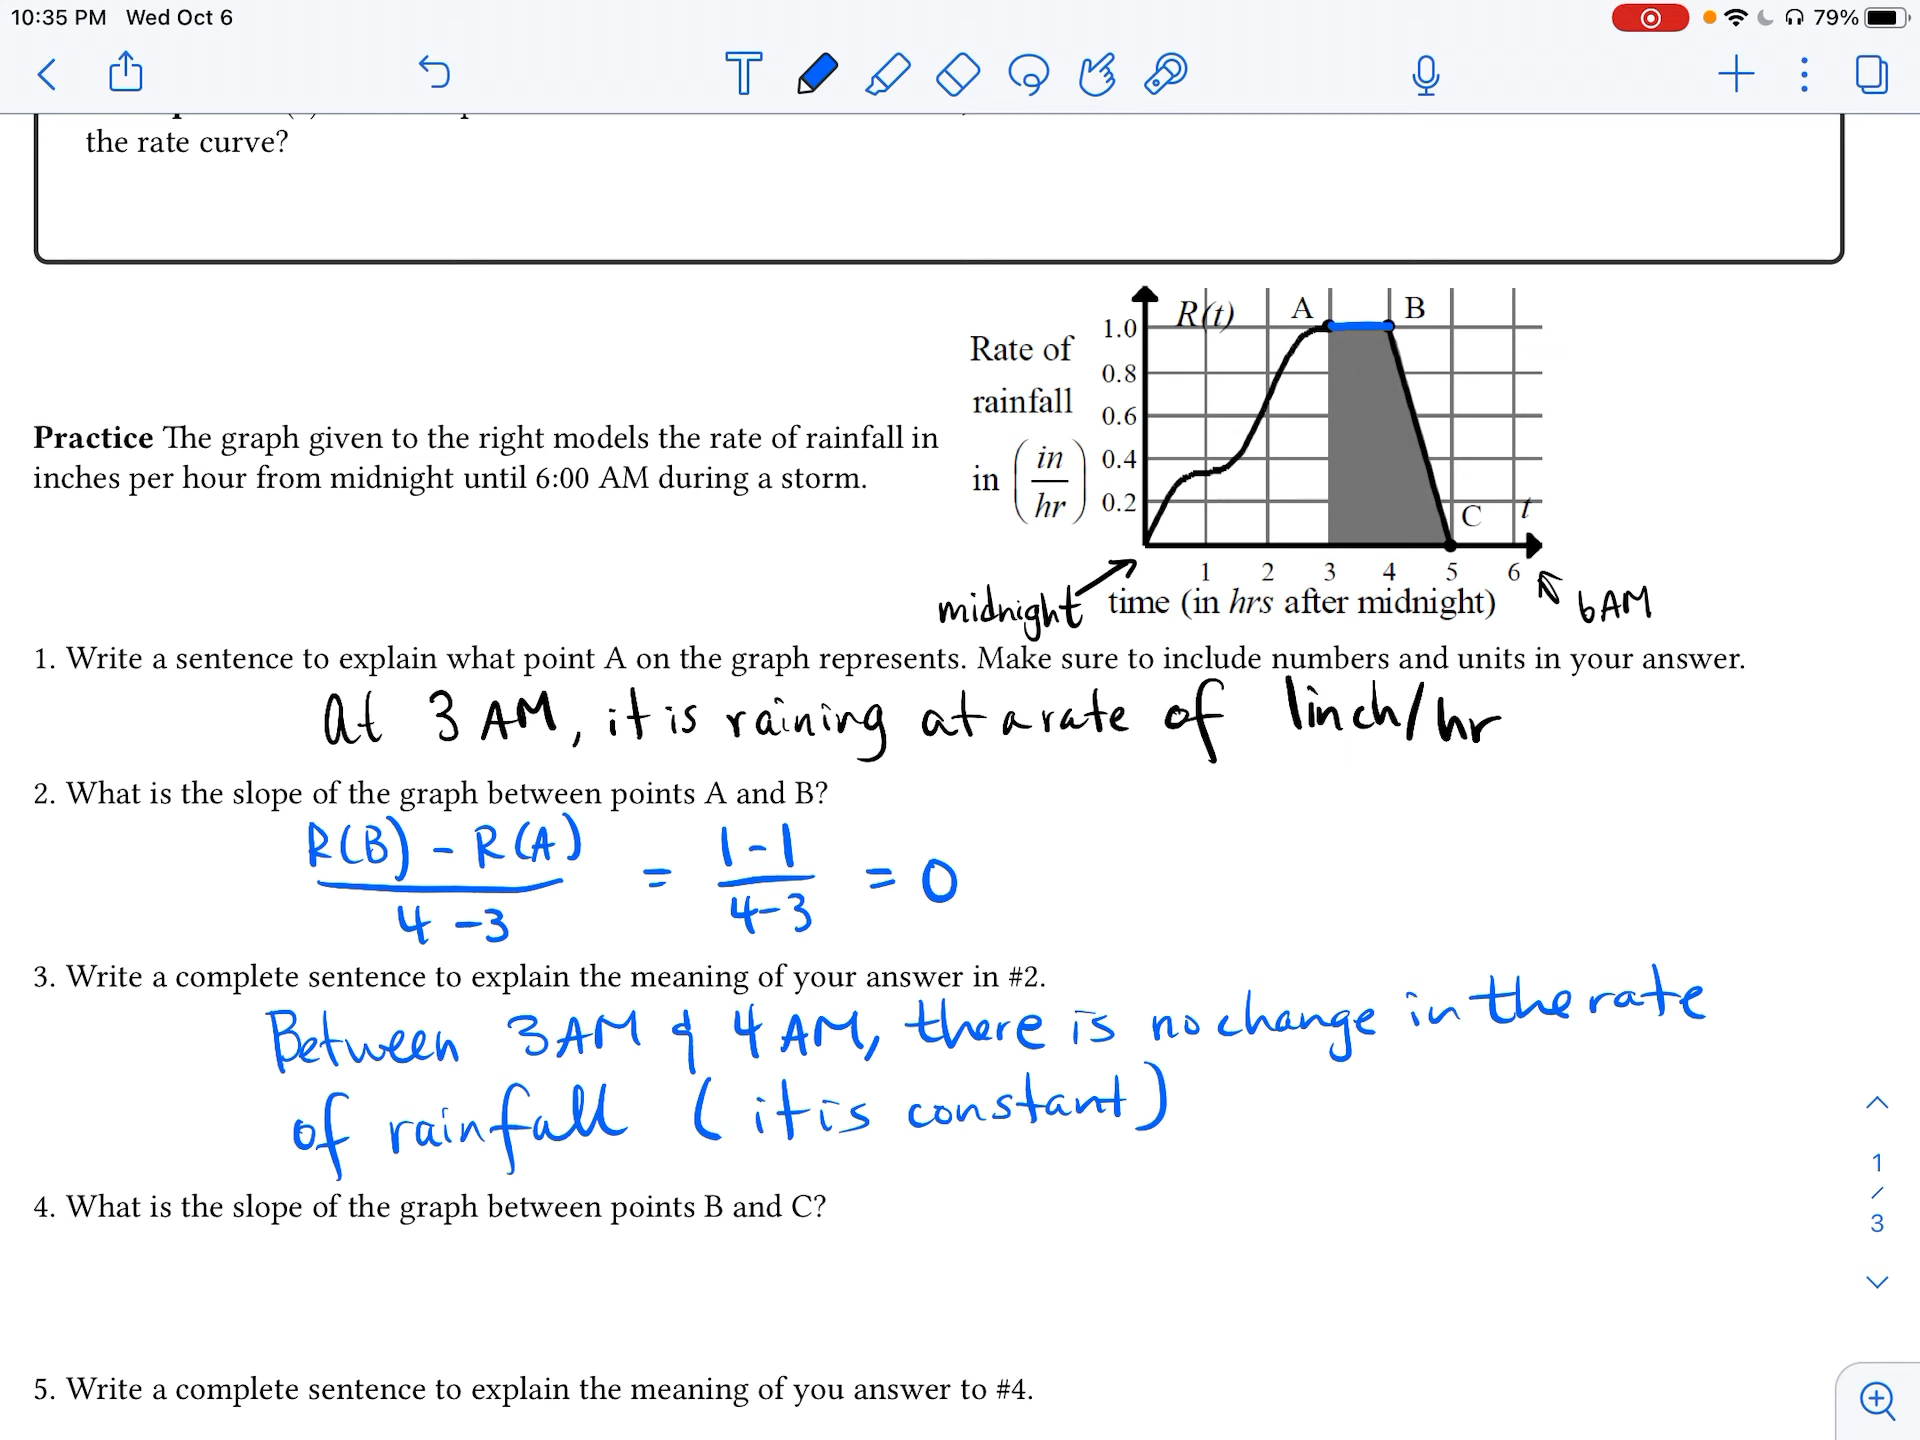 10:35 PM Wed Oct 6
79%
T
the rate curve?
R(t) A B
Rate of
rainfall
in (in/hr)
1.0
0.8
0.6
0.4
0.2
C t
1 2 3 4 5 6
time (in hrs after midnight)
midnight
6AM
Practice The graph given to the right models the rate of rainfall in
inches per hour from midnight until 6:00 AM during a storm.
1. Write a sentence to explain what point A on the graph represents. Make sure to include numbers and units in your answer.
At 3 AM, it is raining at a rate of 1inch/hr
2. What is the slope of the graph between points A and B?
R(B) - R(A) / 4 - 3 = 1-1 / 4-3 = 0
3. Write a complete sentence to explain the meaning of your answer in #2.
Between 3AM & 4 AM, there is no change in the rate
of rainfall (it is constant)
4. What is the slope of the graph between points B and C?
5. Write a complete sentence to explain the meaning of you answer to #4.
1
/
3